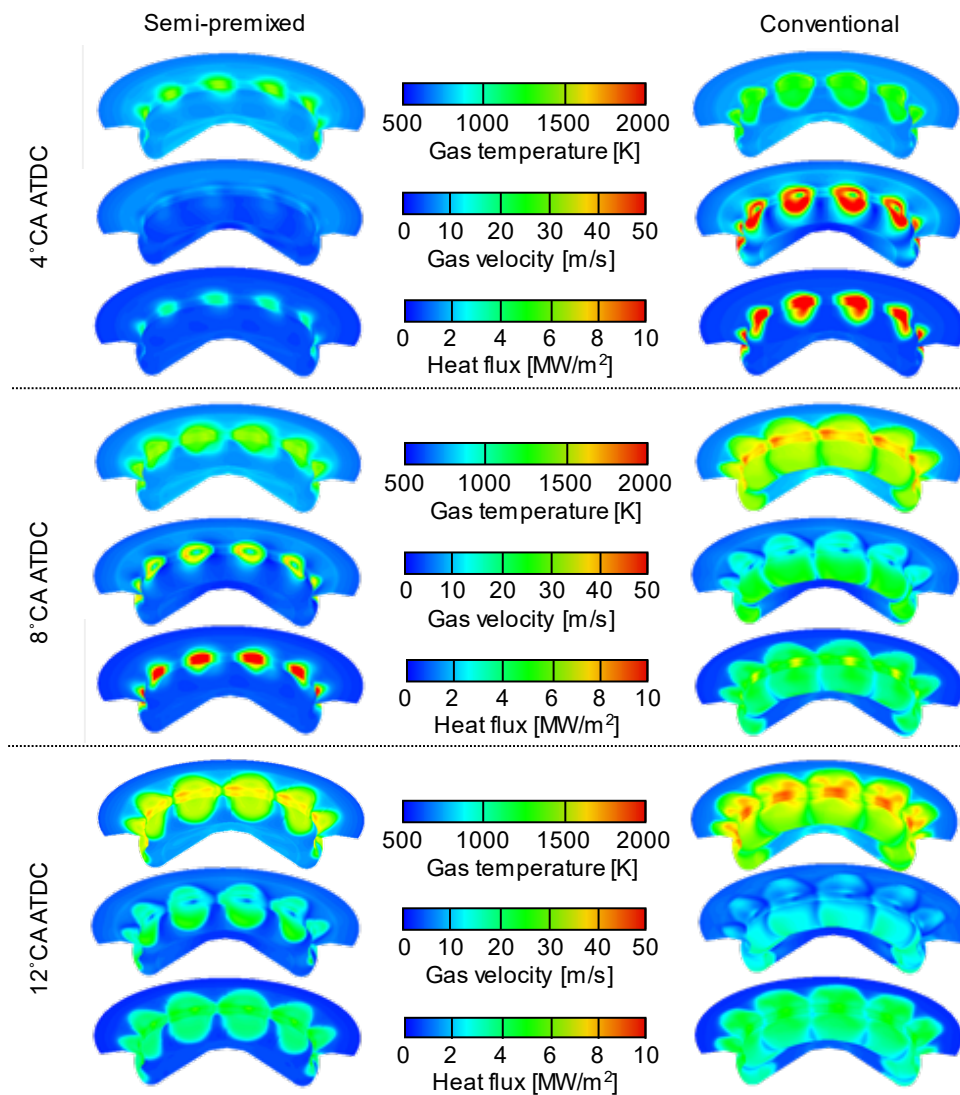 Semi-premixed
Conventional
4°CA ATDC
500 1000 1500 2000
Gas temperature [K]
0 10 20 30 40 50
Gas velocity [m/s]
0 2 4 6 8 10
Heat flux [MW/m²]
8°CA ATDC
500 1000 1500 2000
Gas temperature [K]
0 10 20 30 40 50
Gas velocity [m/s]
0 2 4 6 8 10
Heat flux [MW/m²]
12°CA ATDC
500 1000 1500 2000
Gas temperature [K]
0 10 20 30 40 50
Gas velocity [m/s]
0 2 4 6 8 10
Heat flux [MW/m²]